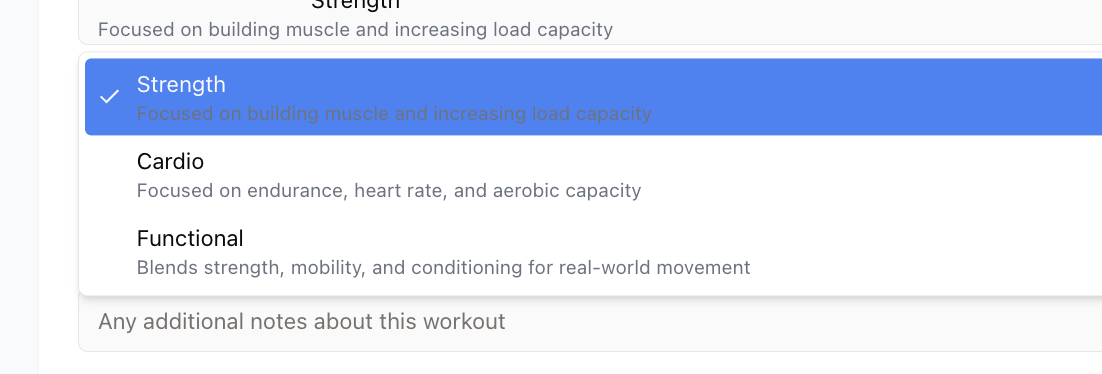 Strength
Focused on building muscle and increasing load capacity
Strength
Focused on building muscle and increasing load capacity
Cardio
Focused on endurance, heart rate, and aerobic capacity
Functional
Blends strength, mobility, and conditioning for real-world movement
Any additional notes about this workout